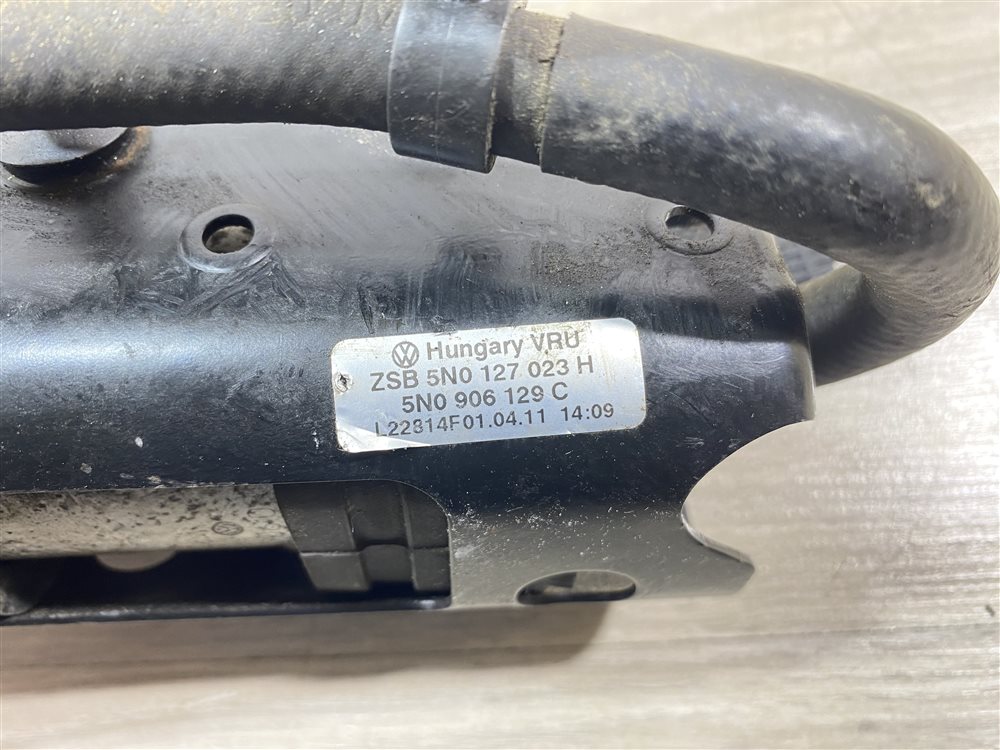 Hungary VRU
ZSB 5N0 127 023 H
5N0 906 129 C
L22814F01.04.11 14:09